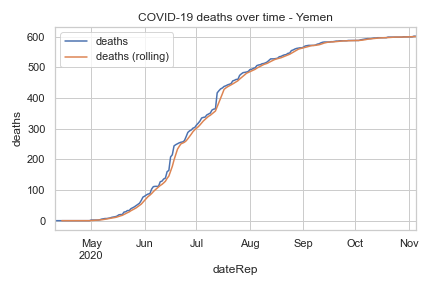 COVID-19 deaths over time - Yemen
deaths
deaths (rolling)
600
500
400
300
200
100
0
deaths
May
2020
Jun
Jul
Aug
Sep
Oct
Nov
dateRep